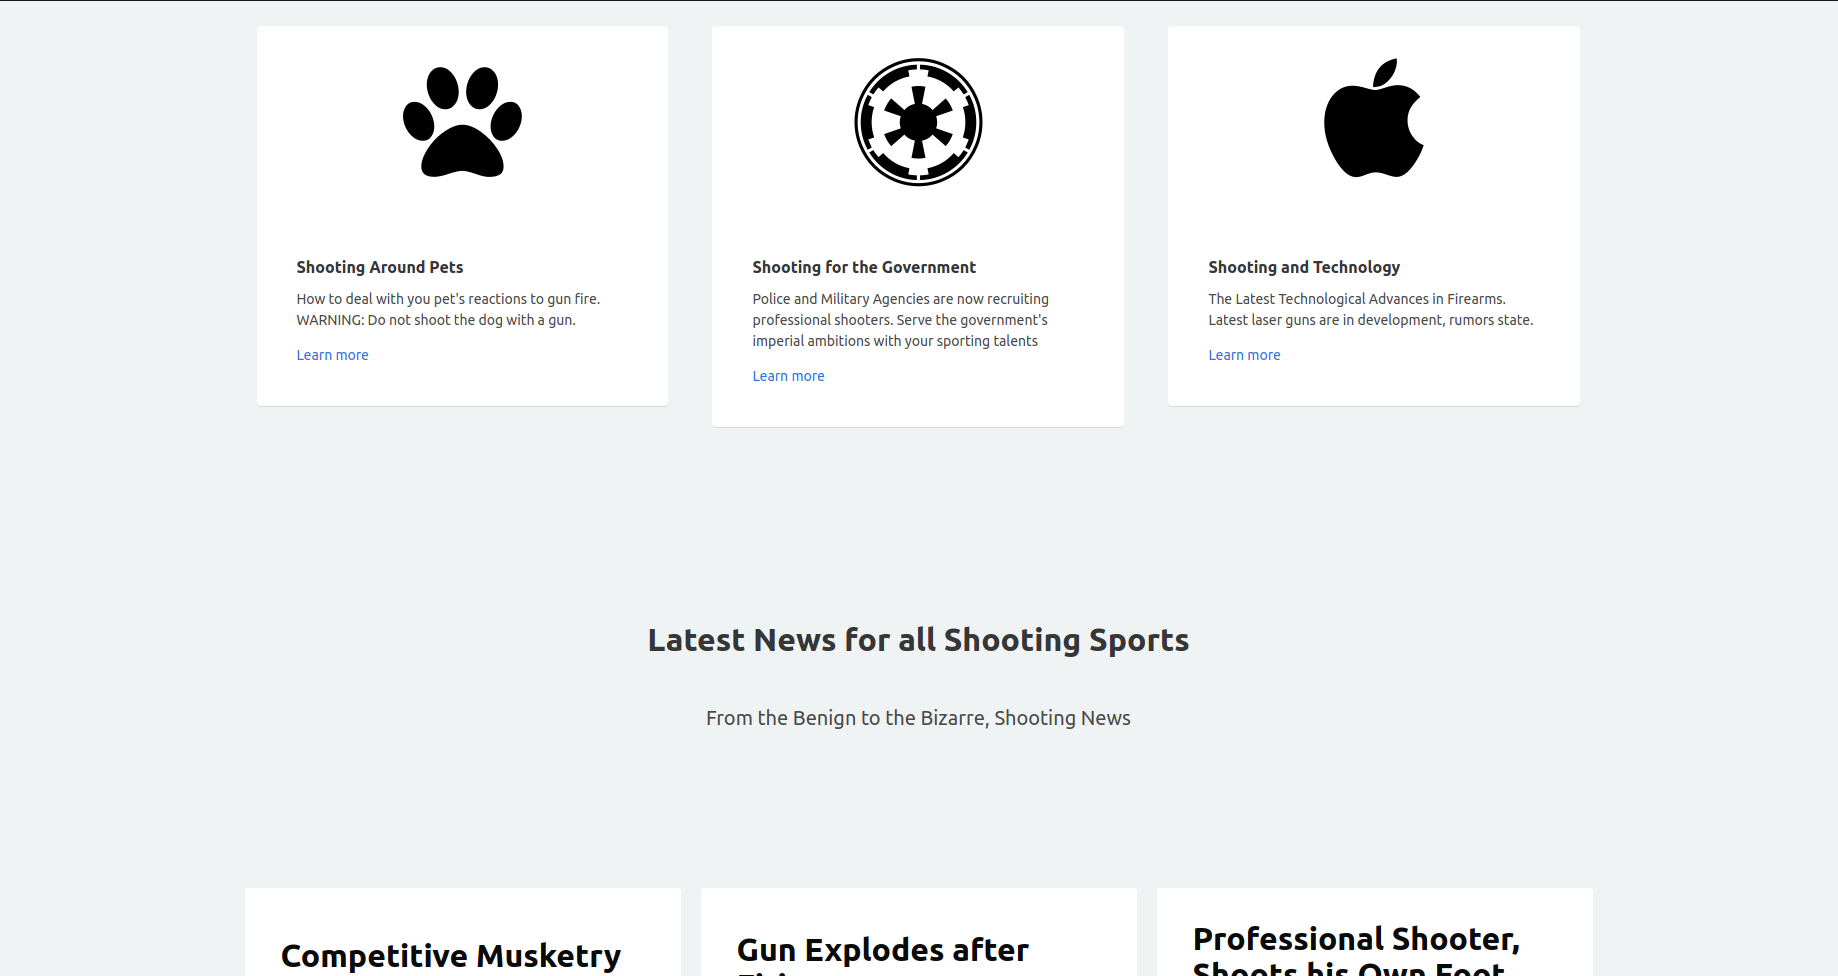 Shooting Around Pets
How to deal with you pet's reactions to gun fire.
WARNING: Do not shoot the dog with a gun.
Learn more
Shooting for the Government
Police and Military Agencies are now recruiting
professional shooters. Serve the government's
imperial ambitions with your sporting talents
Learn more
Shooting and Technology
The Latest Technological Advances in Firearms.
Latest laser guns are in development, rumors state.
Learn more
Latest News for all Shooting Sports
From the Benign to the Bizarre, Shooting News
Competitive Musketry
Gun Explodes after
Professional Shooter,
Shoots his Own Foot